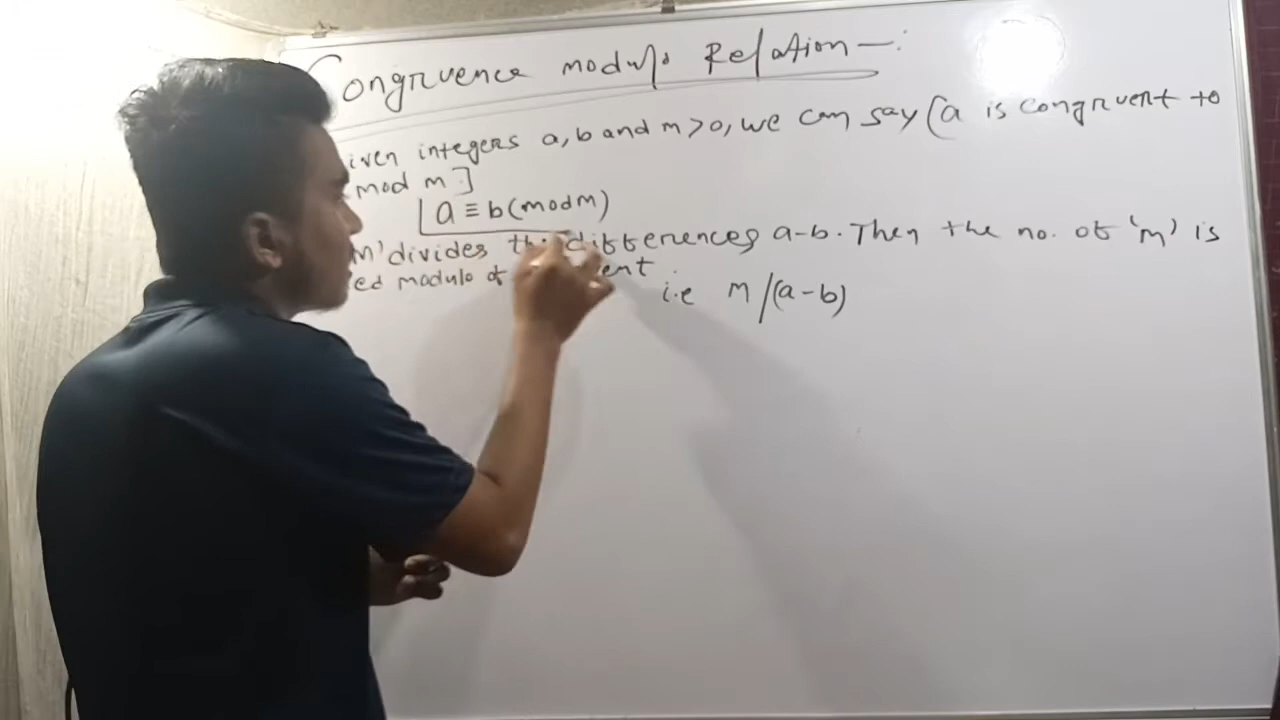 Congruence modulo Relation —:
iven integers a, b and m > 0, we can say (a is congruent to
mod m]
a ≡ b (mod m)
m' divides the differences a-b. Then the no. of 'm' is
ed modulo of ent
i.e m/(a-b)